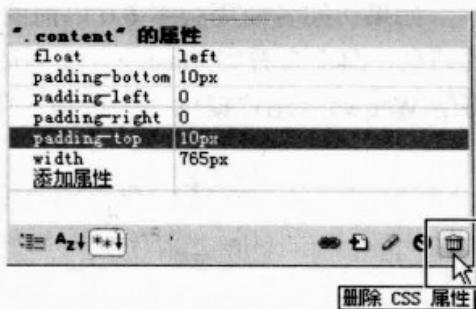 ".content" 的属性
float left
padding-bottom 10px
padding-left 0
padding-right 0
padding-top 10px
width 765px
添加属性
AZ↓ **↓
删除 CSS 属性